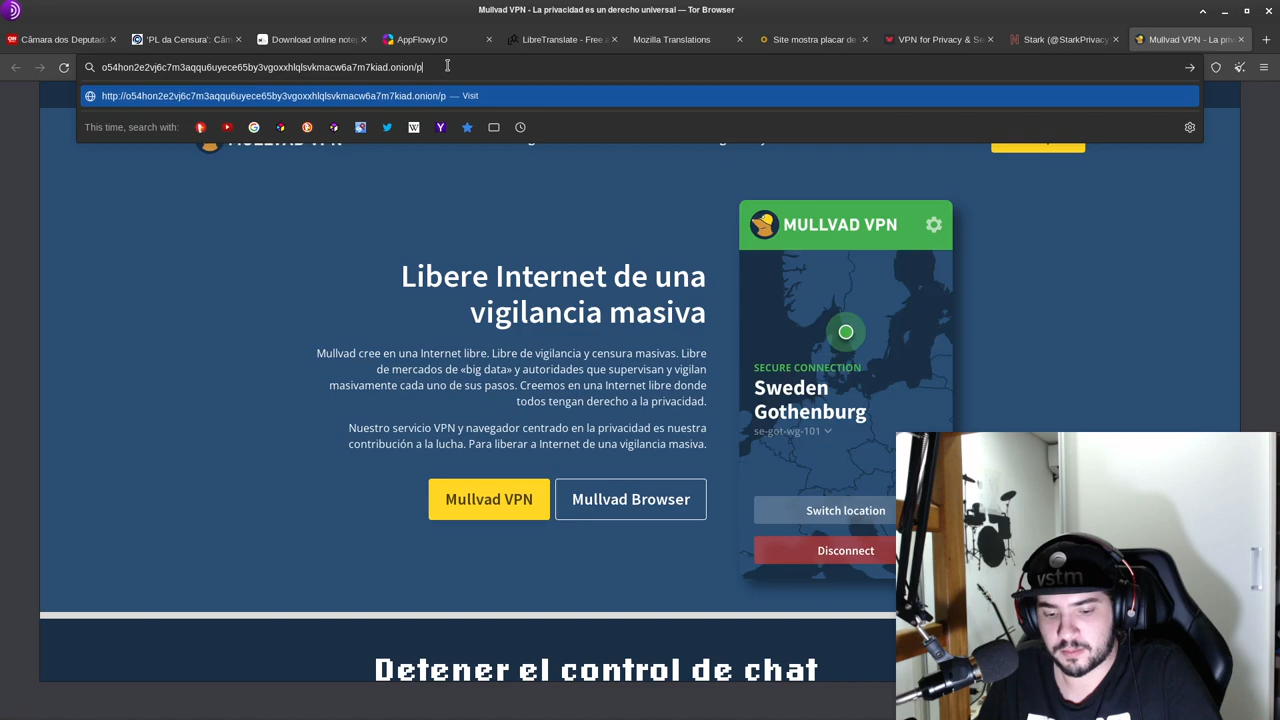 Mullvad VPN - La privacidad es un derecho universal — Tor Browser
Câmara dos Deputad
'PL da Censura': Câm
Download online note
AppFlowy.IO
LibreTranslate - Free a
Mozilla Translations
Site mostra placar de
VPN for Privacy & Se
Stark (@StarkPrivacy
Mullvad VPN - La priv
o54hon2e2vj6c7m3aqqu6uyece65by3vgoxxhlqlsvkmacw6a7m7kiad.onion/p
http://o54hon2e2vj6c7m3aqqu6uyece65by3vgoxxhlqlsvkmacw6a7m7kiad.onion/p — Visit
This time, search with:
MULLVAD VPN
Libere Internet de una
vigilancia masiva
Mullvad cree en una Internet libre. Libre de vigilancia y censura masivas. Libre
de mercados de «big data» y autoridades que supervisan y vigilan
masivamente cada uno de sus pasos. Creemos en una Internet libre donde
todos tengan derecho a la privacidad.
Nuestro servicio VPN y navegador centrado en la privacidad es nuestra
contribución a la lucha. Para liberar a Internet de una vigilancia masiva.
Mullvad VPN
Mullvad Browser
MULLVAD VPN
SECURE CONNECTION
Sweden
Gothenburg
se-got-wg-101
Switch location
Disconnect
Detener el control de chat
vstm